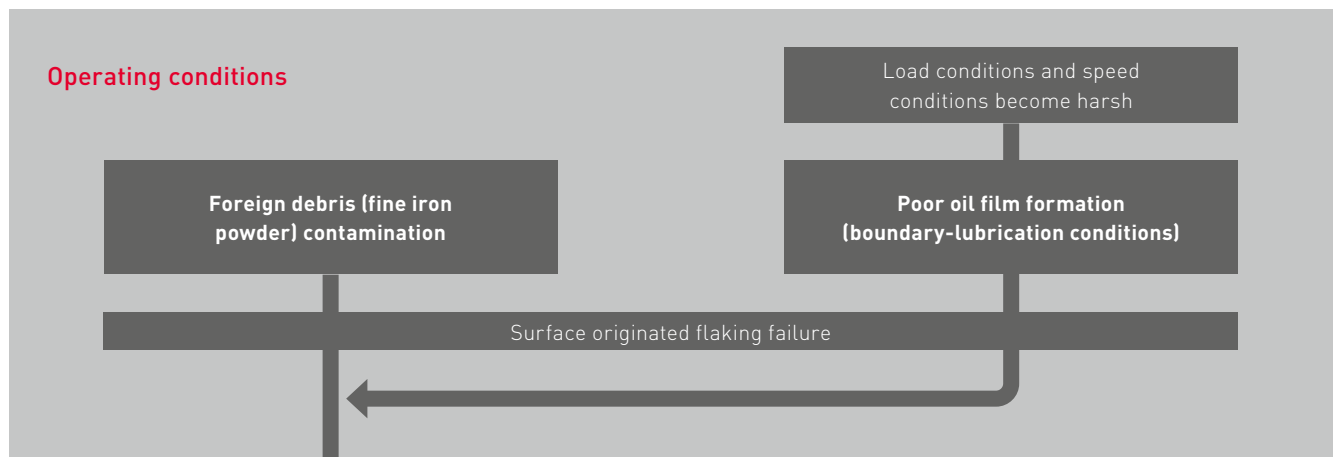 Operating conditions
Load conditions and speed
conditions become harsh
Foreign debris (fine iron
powder) contamination
Poor oil film formation
(boundary-lubrication conditions)
Surface originated flaking failure